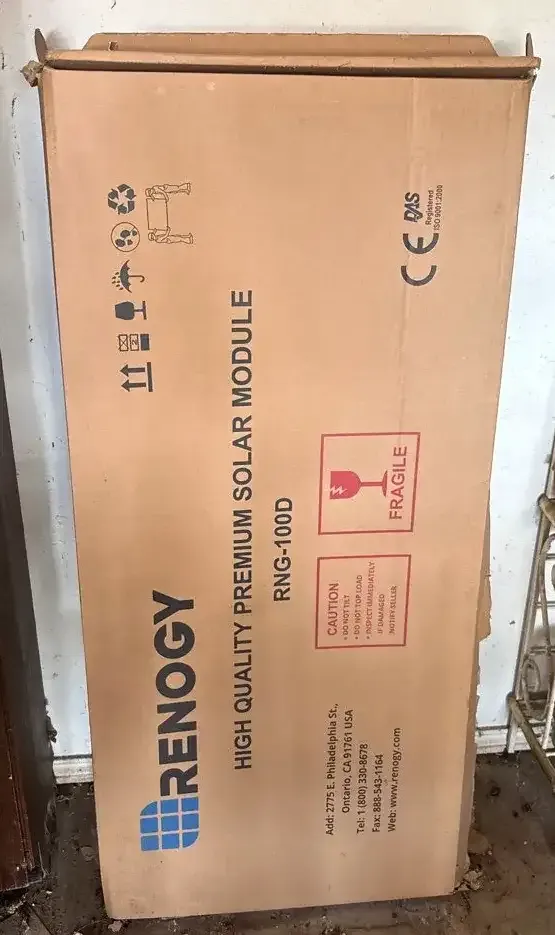 RENOGY
HIGH QUALITY PREMIUM SOLAR MODULE
RNG-100D
CE
DAS
Registered
ISO 9001:2000
CAUTION
• DO NOT TILT
• DO NOT TOP LOAD
• INSPECT IMMEDIATELY
IF DAMAGED
NOTIFY SELLER
FRAGILE
Add: 2775 E. Philadelphia St.,
Ontario, CA 91761 USA
Tel: 1 (800) 330-8678
Fax: 888-543-1164
Web: www.renogy.com